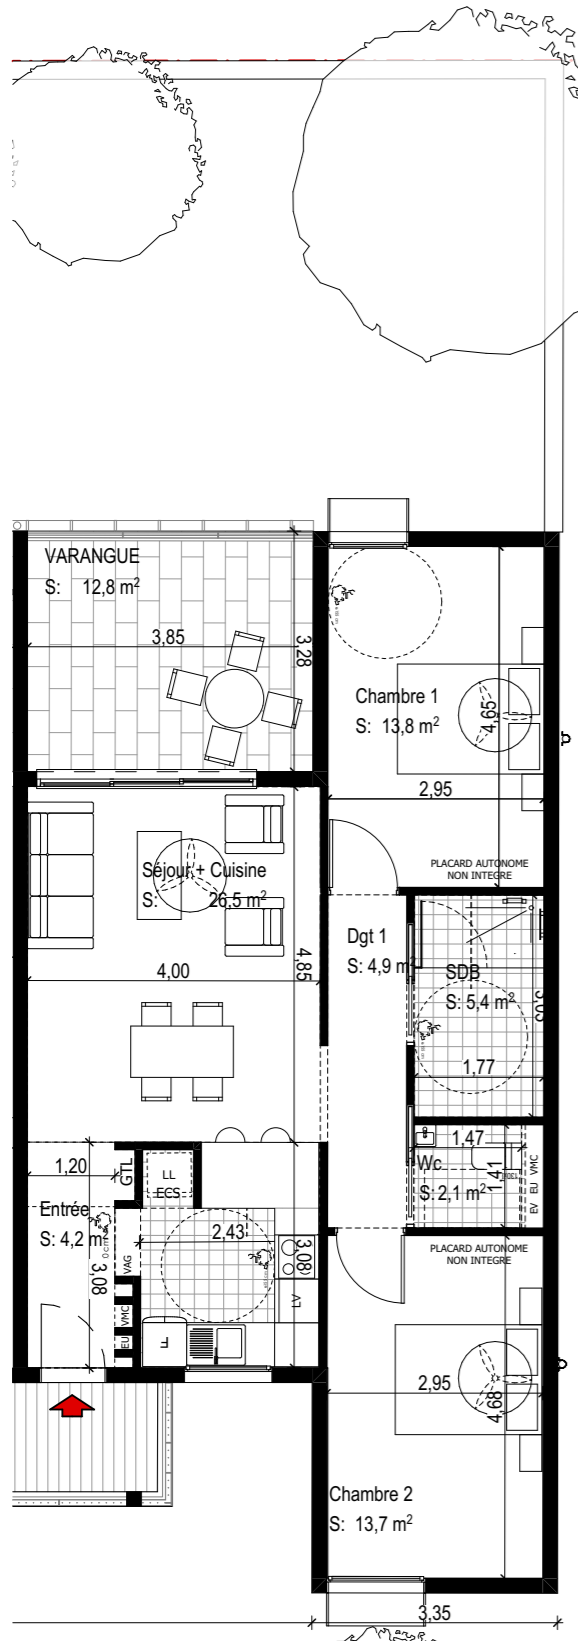 VARANGUE
S: 12,8 m²
3,85
3,28
Chambre 1
S: 13,8 m²
4,65
2,95
PLACARD AUTONOME
NON INTEGRE
Séjour + Cuisine
S: 26,5 m²
4,00
4,85
Dgt 1
S: 4,9 m²
SDB
S: 5,4 m²
3,05
1,77
1,47
Wc
S: 2,1 m²
1,41
EV EU VMC
1,20
GTL
LL
ECS
Entrée
S: 4,2 m²
3,08
VAG
2,43
3,08
LV
EU VMC
F
PLACARD AUTONOME
NON INTEGRE
2,95
4,68
Chambre 2
S: 13,7 m²
3,35